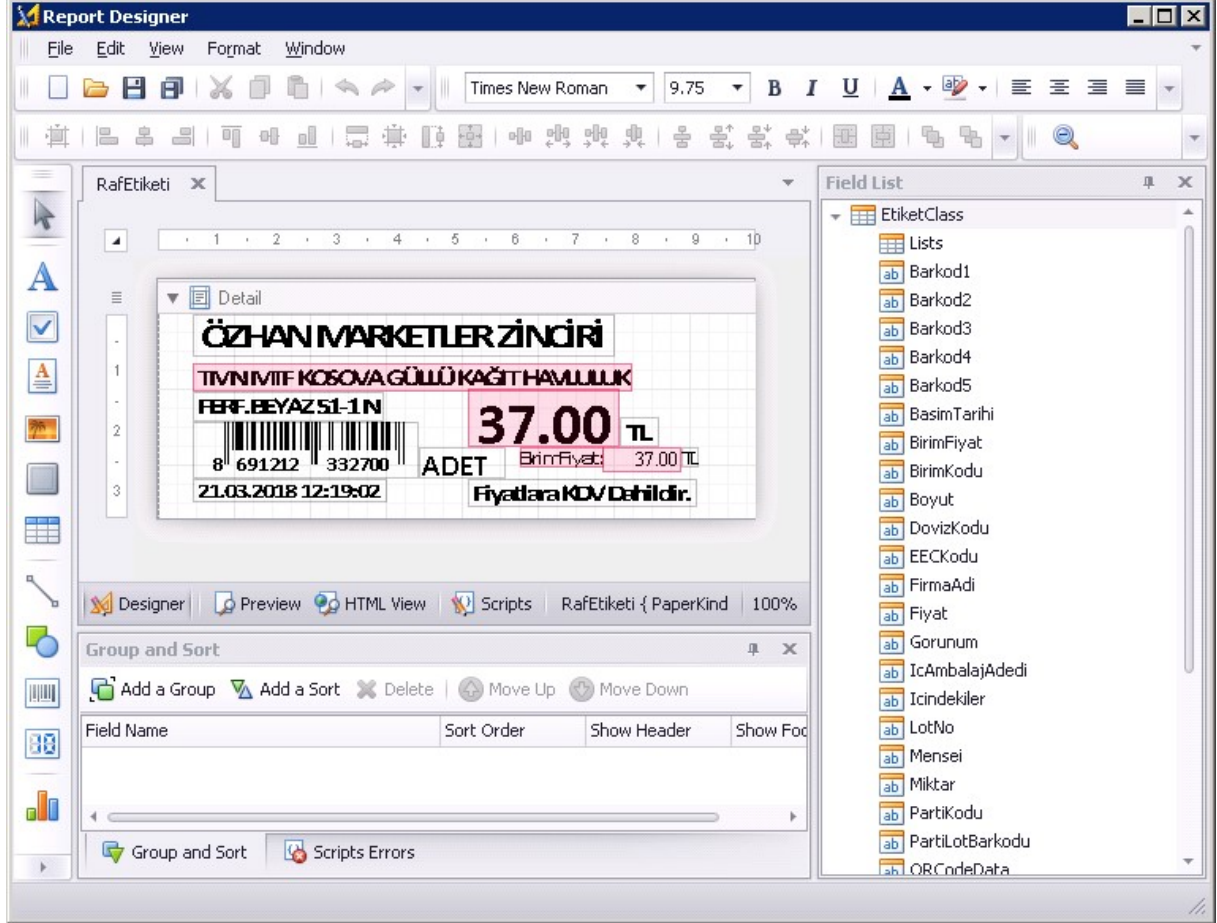 Report Designer
File Edit View Format Window
Times New Roman 9.75 B I U A ab
RafEtiketi
Field List
EtiketClass
Lists
Barkod1
Barkod2
Barkod3
Barkod4
Barkod5
BasimTarihi
BirimFiyat
BirimKodu
Boyut
DovizKodu
EECKodu
FirmaAdi
Fiyat
Gorunum
IcAmbalajAdedi
Icindekiler
LotNo
Mensei
Miktar
PartiKodu
PartiLotBarkodu
QRCodeData
1 2 3 4 5 6 7 8 9 10
Detail
1
2
3
ÖZHAN MARKETLER ZİNCİRİ
KOSOVA GÜLLÜ KAĞIT
BEYAZ 51-1 N
37.00 TL
8 691212 332700
ADET
BirimFiyat: 37.00 TL
21.03.2018 12:19:02
Fiyatlara KDV Dahildir.
Designer Preview HTML View Scripts RafEtiketi { PaperKind 100%
Group and Sort
Add a Group Add a Sort Delete Move Up Move Down
Field Name Sort Order Show Header Show Foo
Group and Sort Scripts Errors